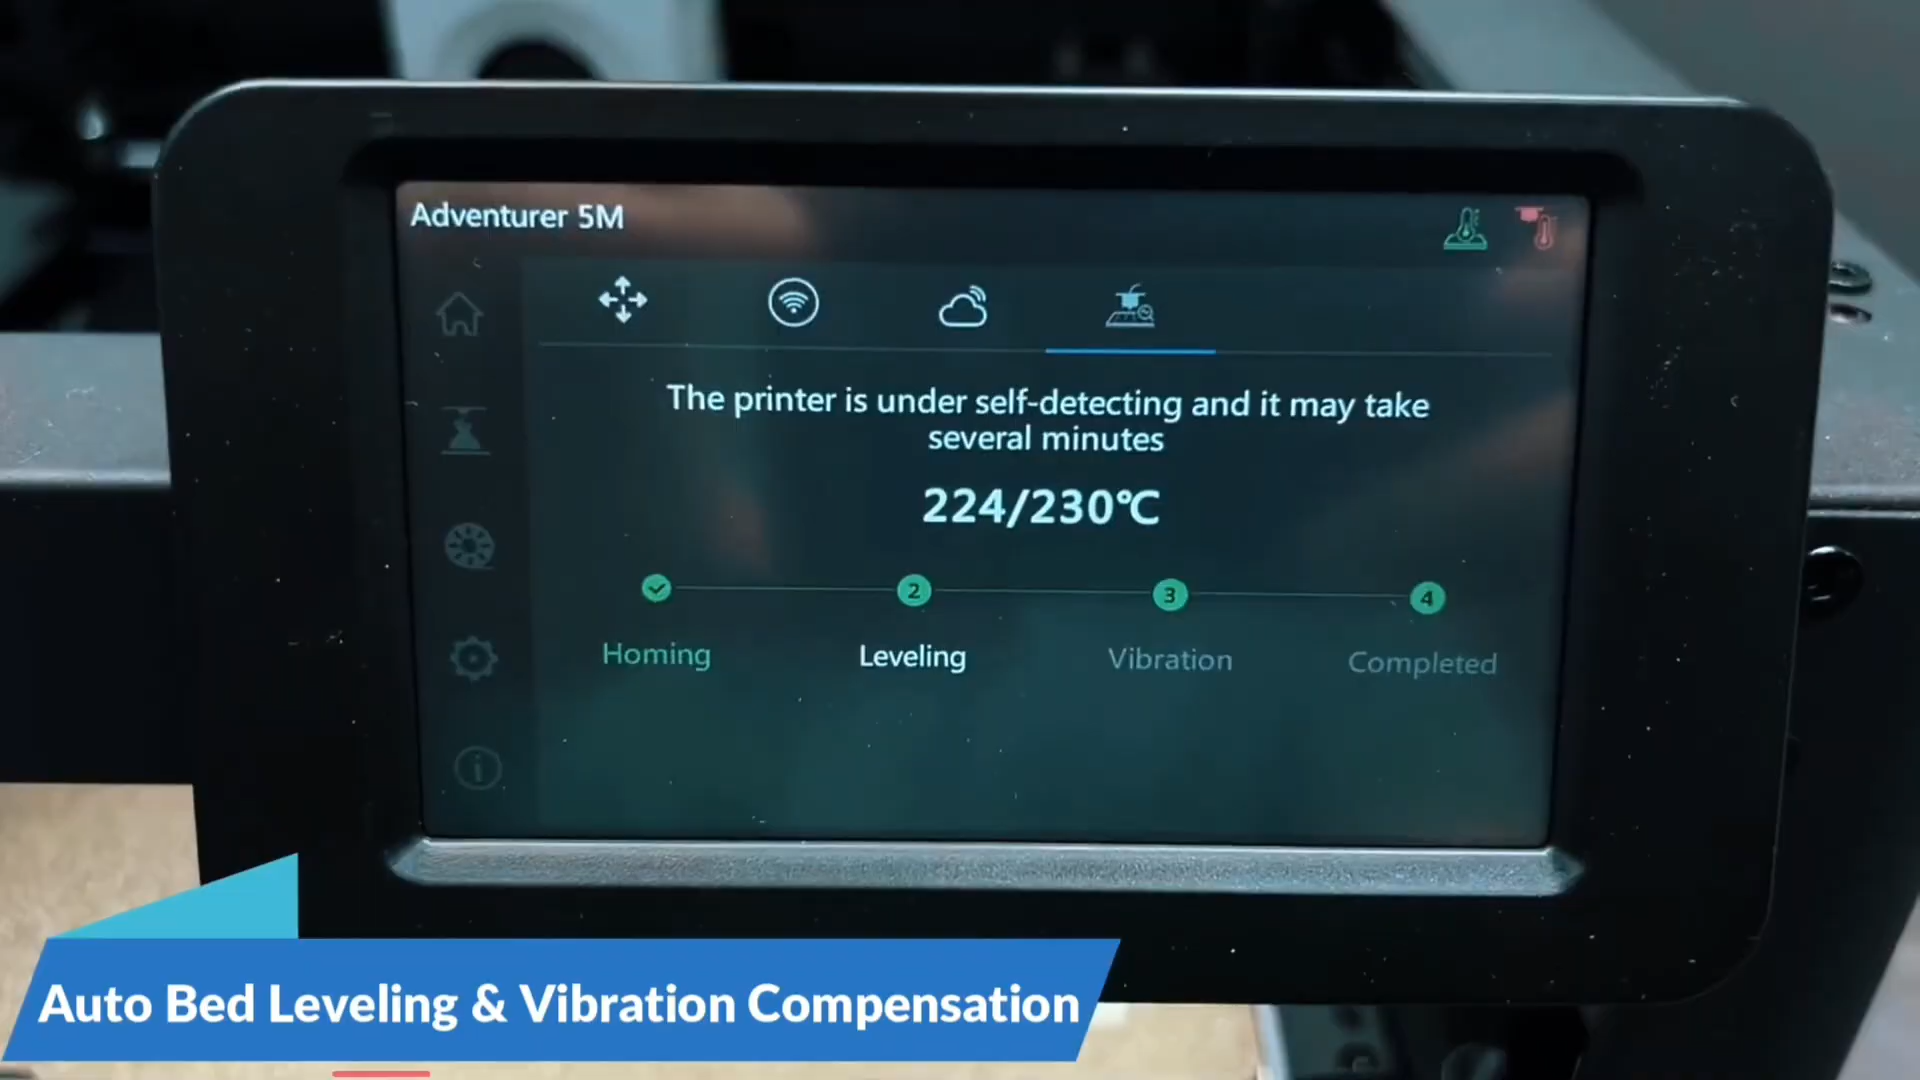 Adventurer 5M
The printer is under self-detecting and it may take
several minutes
224/230℃
2
3
4
Homing
Leveling
Vibration
Completed
Auto Bed Leveling & Vibration Compensation